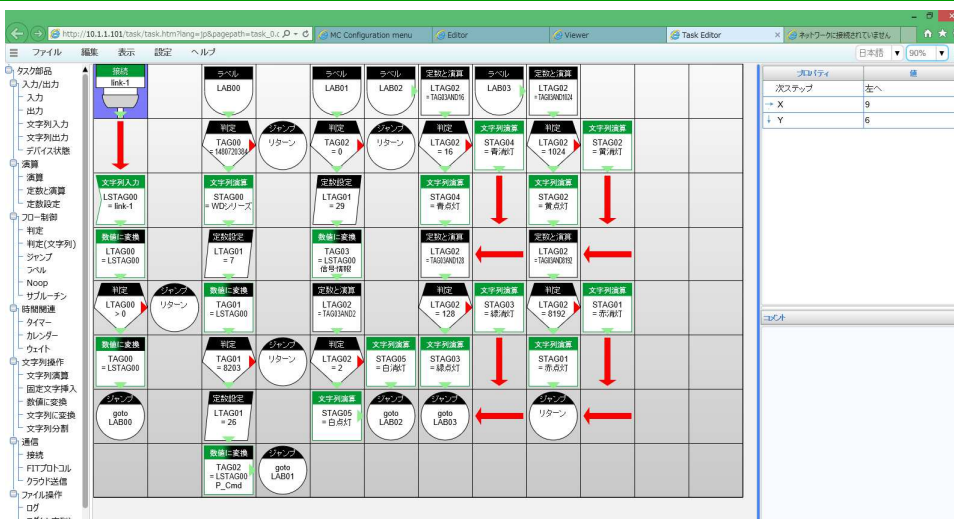 http://10.1.1.101/task/task.htm?lang=jp&pagepath=task_0.c
MC Configuration menu
Editor
Viewer
Task Editor
ネットワークに接続されていません
ファイル 編集 表示 設定 ヘルプ
日本語 90%
タスク部品
入力/出力
入力
出力
文字列入力
文字列出力
デバイス状態
演算
演算
定数と演算
定数設定
フロー制御
判定
判定(文字列)
ジャンプ
ラベル
Noop
サブルーチン
時間関連
タイマー
カレンダー
ウェイト
文字列操作
文字列演算
固定文字挿入
数値に変換
文字列に変換
文字列分割
通信
接続
FITプロトコル
クラウド送信
ファイル操作
ログ
接続
link-1
ラベル
LAB00
ラベル
LAB01
ラベル
LAB02
定数と演算
LTAG02
=TAG03AND16
ラベル
LAB03
定数と演算
LTAG02
=TAG03AND1024
判定
TAG00
= 1480720384
ジャンプ
リターン
判定
TAG02
= 0
ジャンプ
リターン
判定
LTAG02
= 16
文字列演算
STAG04
= 青消灯
判定
LTAG02
= 1024
文字列演算
STAG02
= 黄消灯
文字列入力
LSTAG00
= link-1
文字列演算
STAG00
= WDシリーズ
定数設定
LTAG01
= 29
文字列演算
STAG04
= 青点灯
文字列演算
STAG02
= 黄点灯
数値に変換
LTAG00
= LSTAG00
定数設定
LTAG01
= 7
数値に変換
TAG03
= LSTAG00
信号情報
定数と演算
LTAG02
=TAG03AND128
定数と演算
LTAG02
=TAG03AND8192
判定
LTAG00
> 0
ジャンプ
リターン
数値に変換
TAG01
= LSTAG00
定数と演算
LTAG02
= TAG03AND2
判定
LTAG02
= 128
文字列演算
STAG03
= 緑消灯
判定
LTAG02
= 8192
文字列演算
STAG01
= 赤消灯
数値に変換
TAG00
= LSTAG00
判定
TAG01
= 8203
ジャンプ
リターン
判定
LTAG02
= 2
文字列演算
STAG05
= 白消灯
文字列演算
STAG03
= 緑点灯
文字列演算
STAG01
= 赤点灯
ジャンプ
goto
LAB00
定数設定
LTAG01
= 26
文字列演算
STAG05
= 白点灯
ジャンプ
goto
LAB02
ジャンプ
goto
LAB03
ジャンプ
リターン
数値に変換
TAG02
= LSTAG00
P_Cmd
ジャンプ
goto
LAB01
プロパティ 値
次ステップ 左へ
→ X 9
↓ Y 6
コメント